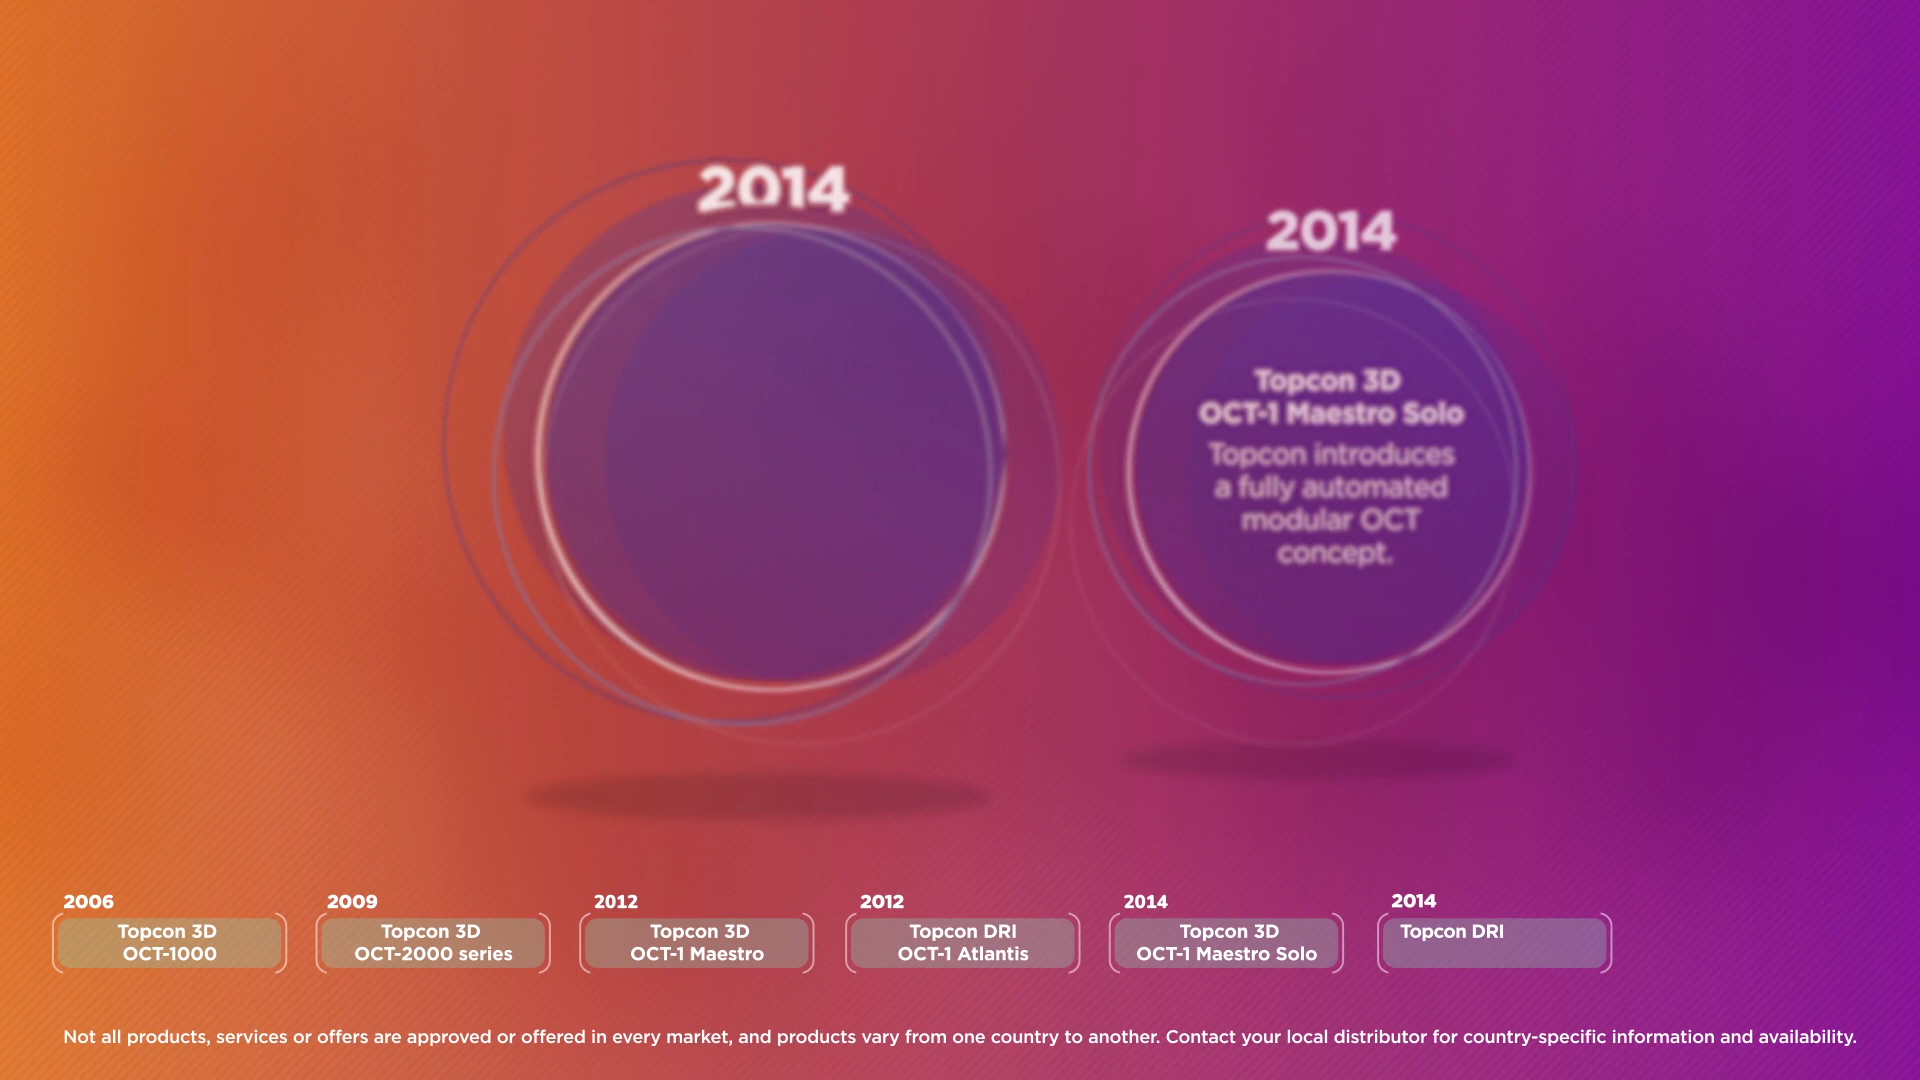 2014
2014
Topcon 3D
OCT-1 Maestro Solo
Topcon introduces
a fully automated
modular OCT
concept.
2006
Topcon 3D
OCT-1000
2009
Topcon 3D
OCT-2000 series
2012
Topcon 3D
OCT-1 Maestro
2012
Topcon DRI
OCT-1 Atlantis
2014
Topcon 3D
OCT-1 Maestro Solo
2014
Topcon DRI
Not all products, services or offers are approved or offered in every market, and products vary from one country to another. Contact your local distributor for country-specific information and availability.